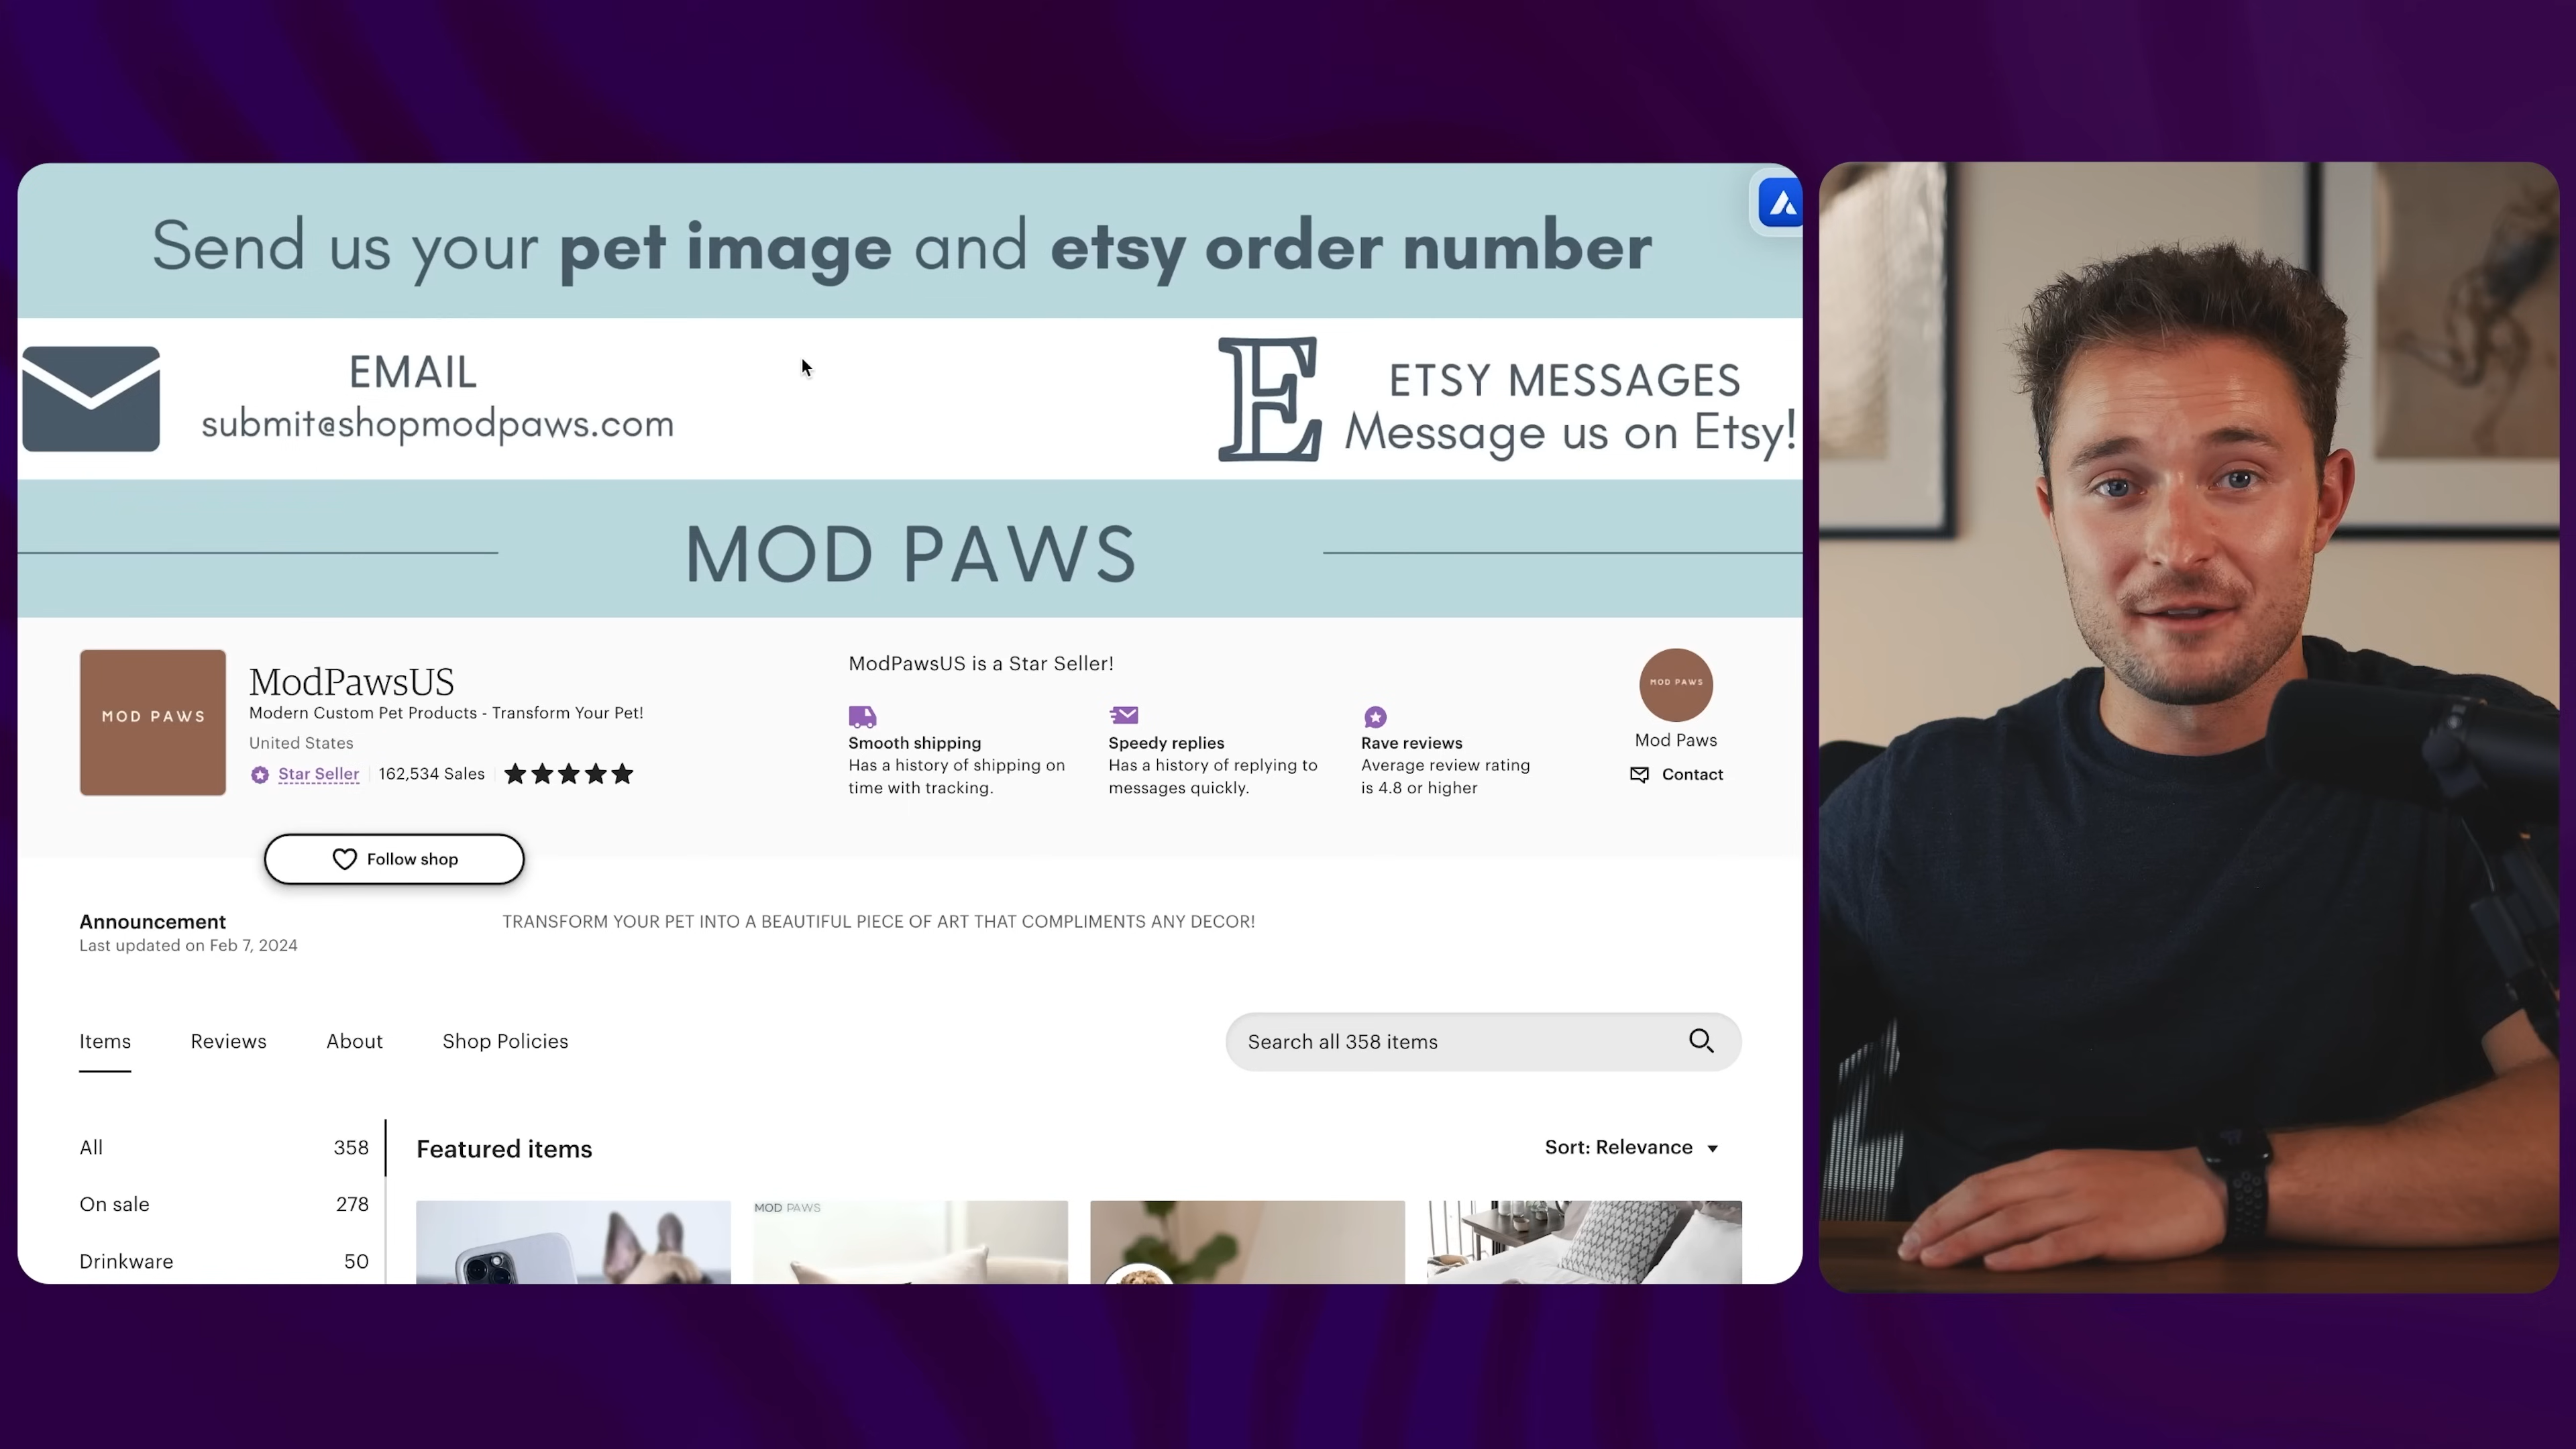 Send us your pet image and etsy order number
EMAIL
submit@shopmodpaws.com
E
ETSY MESSAGES
Message us on Etsy!
MOD PAWS
MOD PAWS
ModPawsUS
Modern Custom Pet Products - Transform Your Pet!
United States
Star Seller
162,534 Sales
Follow shop
ModPawsUS is a Star Seller!
Smooth shipping
Has a history of shipping on
time with tracking.
Speedy replies
Has a history of replying to
messages quickly.
Rave reviews
Average review rating
is 4.8 or higher
MOD PAWS
Mod Paws
Contact
Announcement
Last updated on Feb 7, 2024
TRANSFORM YOUR PET INTO A BEAUTIFUL PIECE OF ART THAT COMPLIMENTS ANY DECOR!
Items
Reviews
About
Shop Policies
Search all 358 items
All 358
On sale 278
Drinkware 50
Featured items
Sort: Relevance
MOD PAWS